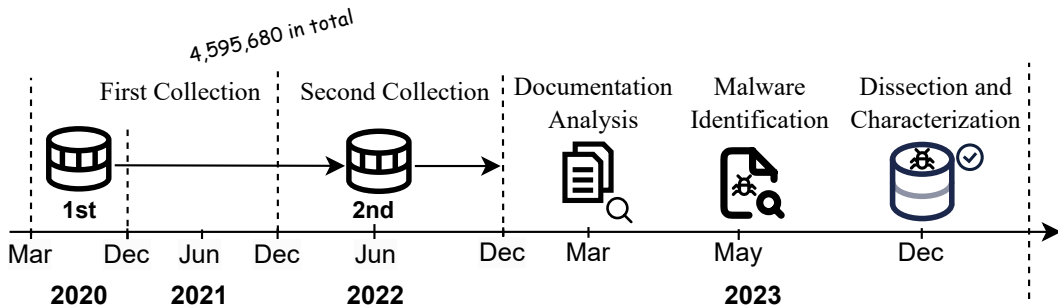 4,595,680 in total
First Collection
Second Collection
Documentation
Analysis
Malware
Identification
Dissection and
Characterization
1st
2nd
Mar
Dec
Jun
Dec
Jun
Dec
Mar
May
Dec
2020
2021
2022
2023